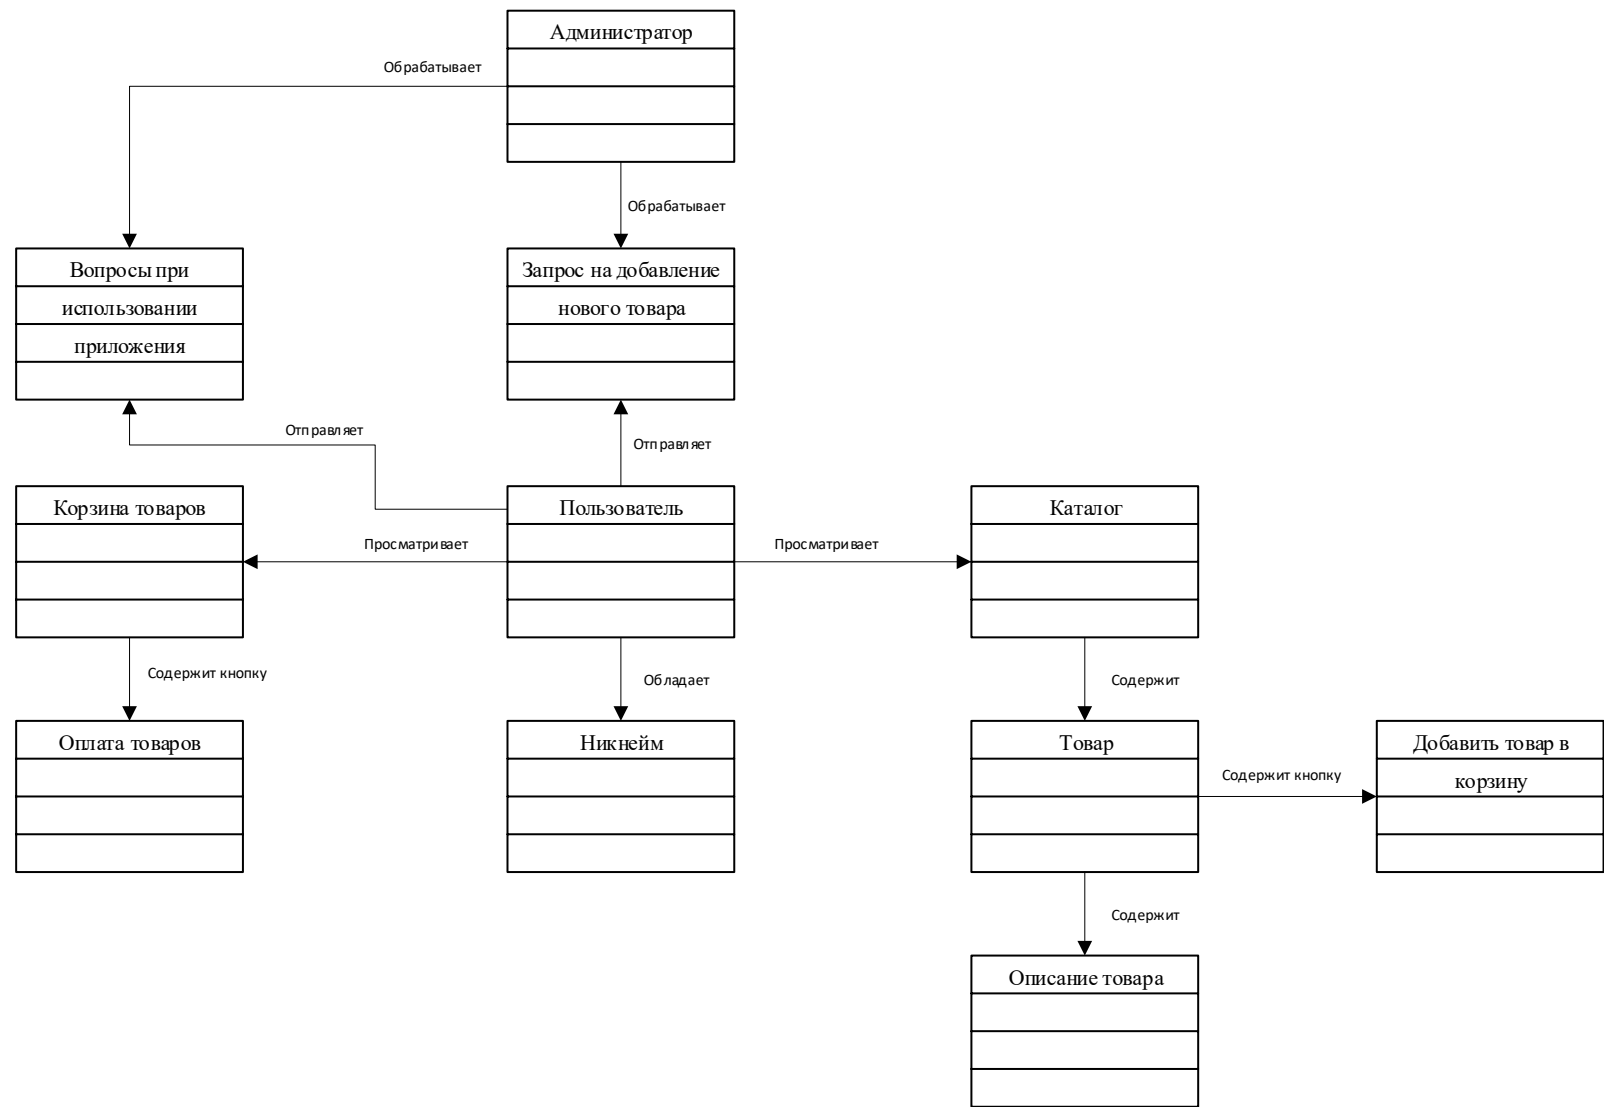 Администратор
Обрабатывает
Обрабатывает
Вопросы при
использовании
приложения
Запрос на добавление
нового товара
Отправляет
Отправляет
Корзина товаров
Просматривает
Пользователь
Просматривает
Каталог
Содержит кнопку
Обладает
Содержит
Оплата товаров
Никнейм
Товар
Содержит кнопку
Добавить товар в
корзину
Содержит
Описание товара